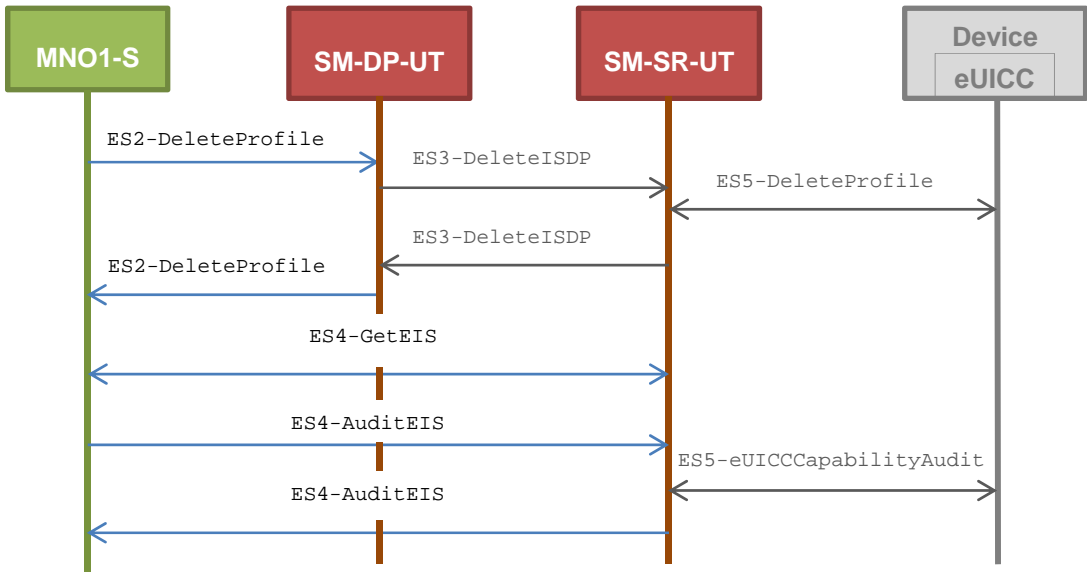 MNO1-S
SM-DP-UT
SM-SR-UT
Device
eUICC
ES2-DeleteProfile
ES3-DeleteISDP
ES5-DeleteProfile
ES3-DeleteISDP
ES2-DeleteProfile
ES4-GetEIS
ES4-AuditEIS
ES5-eUICCCapabilityAudit
ES4-AuditEIS